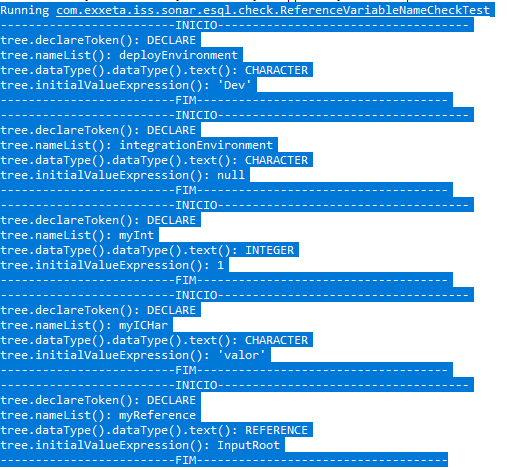 Running com.exxeta.iss.sonar.esql.check.ReferenceVariableNameCheckTest
-------------------------INICIO------------------------------------
tree.declareToken(): DECLARE
tree.nameList(): deployEnvironment
tree.dataType().dataType().text(): CHARACTER
tree.initialValueExpression(): 'Dev'
-------------------------FIM------------------------------------
-------------------------INICIO------------------------------------
tree.declareToken(): DECLARE
tree.nameList(): integrationEnvironment
tree.dataType().dataType().text(): CHARACTER
tree.initialValueExpression(): null
-------------------------FIM------------------------------------
-------------------------INICIO------------------------------------
tree.declareToken(): DECLARE
tree.nameList(): myInt
tree.dataType().dataType().text(): INTEGER
tree.initialValueExpression(): 1
-------------------------FIM------------------------------------
-------------------------INICIO------------------------------------
tree.declareToken(): DECLARE
tree.nameList(): myICHar
tree.dataType().dataType().text(): CHARACTER
tree.initialValueExpression(): 'valor'
-------------------------FIM------------------------------------
-------------------------INICIO------------------------------------
tree.declareToken(): DECLARE
tree.nameList(): myReference
tree.dataType().dataType().text(): REFERENCE
tree.initialValueExpression(): InputRoot
-------------------------FIM------------------------------------